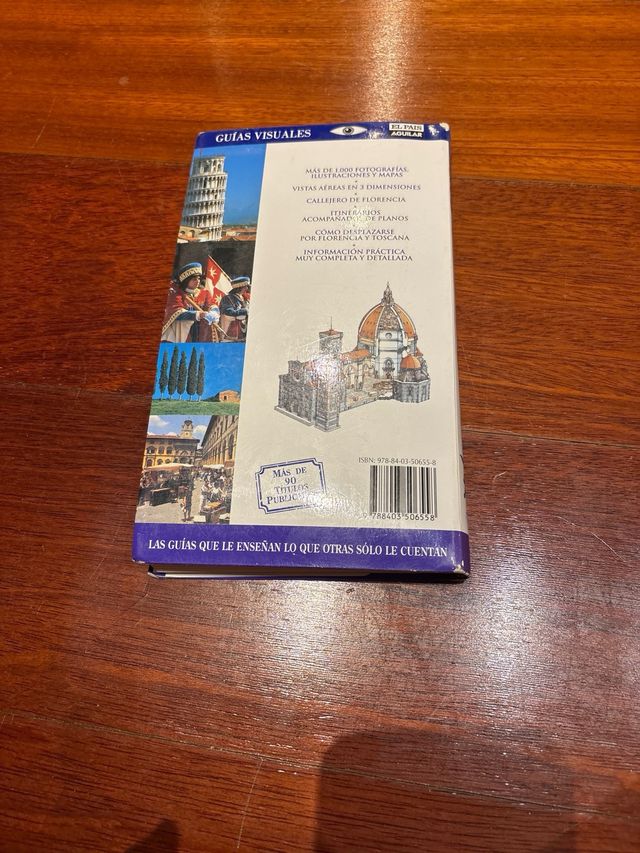 GUÍAS VISUALES
EL PAIS
AGUILAR
MÁS DE 1.000 FOTOGRAFÍAS,
ILUSTRACIONES Y MAPAS
VISTAS AÉREAS EN 3 DIMENSIONES
CALLEJERO DE FLORENCIA
ITINERARIOS
ACOMPAÑADOS DE PLANOS
CÓMO DESPLAZARSE
POR FLORENCIA Y TOSCANA
INFORMACIÓN PRÁCTICA
MUY COMPLETA Y DETALLADA
ISBN: 978-84-03-50655-8
MÁS DE
90
TÍTULOS
9 788403 506558
LAS GUÍAS QUE LE ENSEÑAN LO QUE OTRAS SÓLO LE CUENTAN